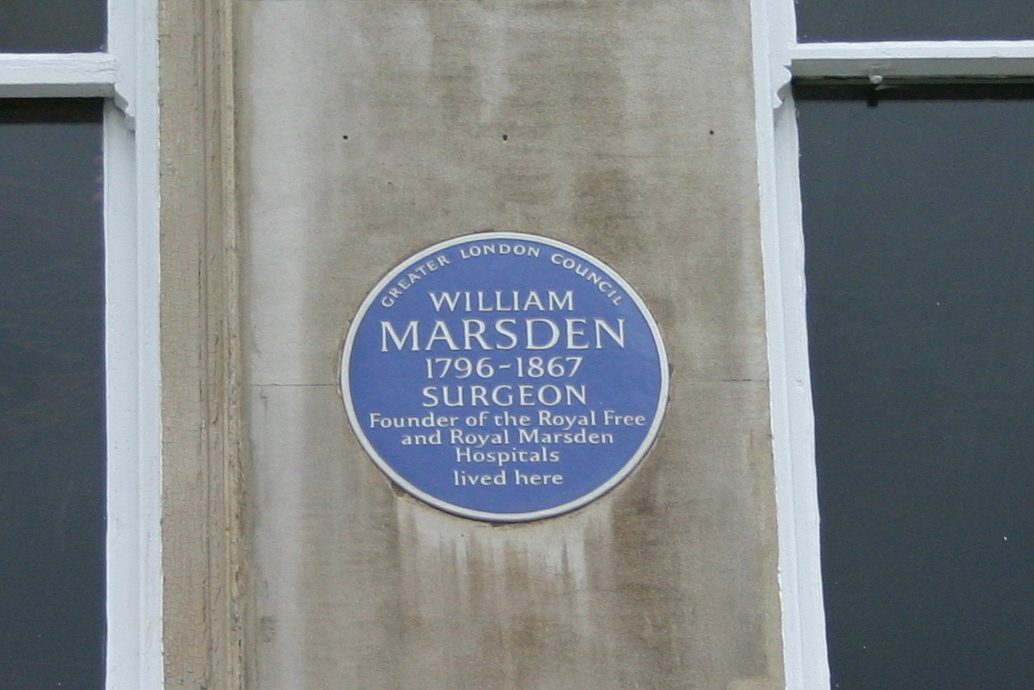 GREATER LONDON COUNCIL
WILLIAM
MARSDEN
1796-1867
SURGEON
Founder of the Royal Free
and Royal Marsden
Hospitals
lived here